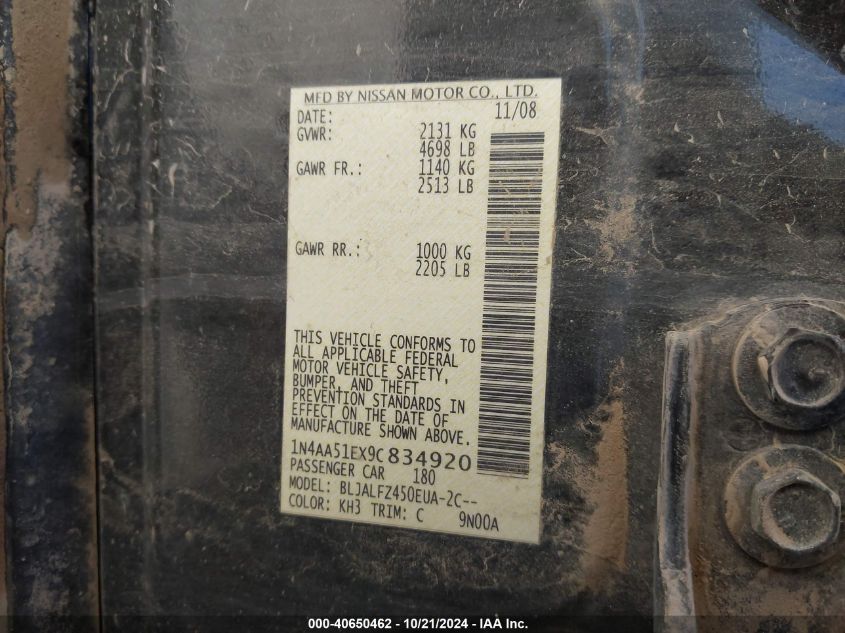 MFD BY NISSAN MOTOR CO., LTD.
DATE: 11/08
GVWR: 2131 KG
4698 LB
GAWR FR.: 1140 KG
2513 LB
GAWR RR.: 1000 KG
2205 LB
THIS VEHICLE CONFORMS TO
ALL APPLICABLE FEDERAL
MOTOR VEHICLE SAFETY,
BUMPER, AND THEFT
PREVENTION STANDARDS IN
EFFECT ON THE DATE OF
MANUFACTURE SHOWN ABOVE.
1N4AA51EX9C834920
PASSENGER CAR 180
MODEL: BLJALFZ450EUA-2C--
COLOR: KH3 TRIM: C 9N00A
000-40650462 - 10/21/2024 - IAA Inc.